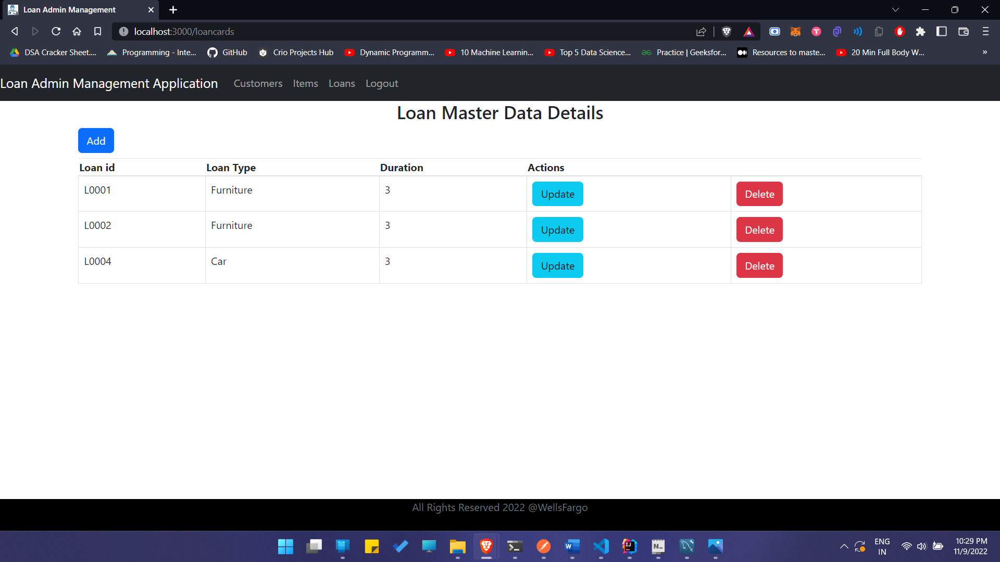 Loan Admin Management
localhost:3000/loancards
DSA Cracker Sheet.... Programming - Inte... GitHub Crio Projects Hub Dynamic Programm... 10 Machine Learnin... Top 5 Data Science... Practice | Geeksfor... Resources to maste... 20 Min Full Body W... »
Loan Admin Management Application Customers Items Loans Logout
Loan Master Data Details
Add
Loan id Loan Type Duration Actions
L0001 Furniture 3 Update Delete
L0002 Furniture 3 Update Delete
L0004 Car 3 Update Delete
All Rights Reserved 2022 @WellsFargo
ENG 10:29 PM
IN 11/9/2022